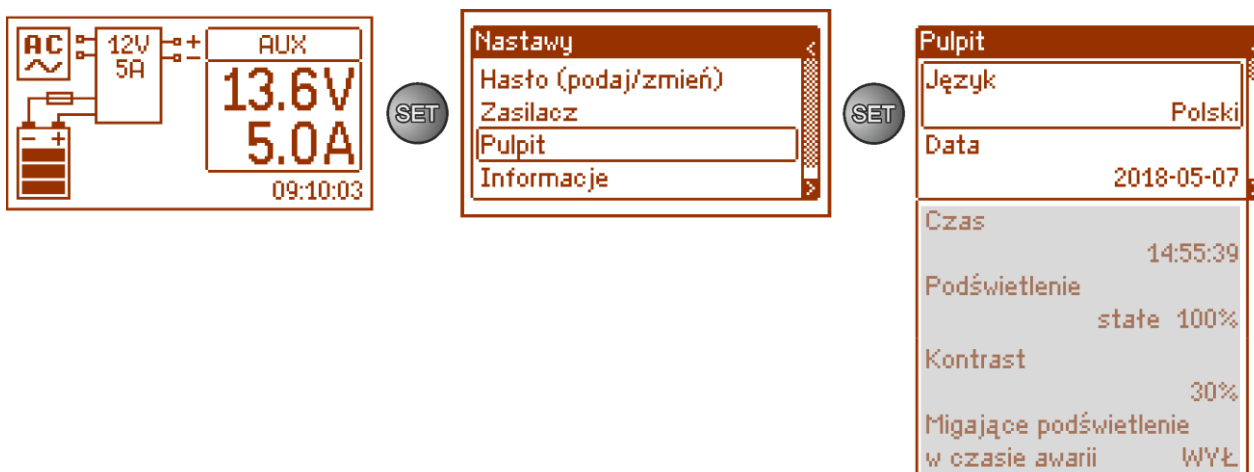 AC
12V
5A
+
−
AUX
13.6V
5.0A
- +
09:10:03
SET
Nastawy
Hasło (podaj/zmień)
Zasilacz
Pulpit
Informacje
SET
Pulpit
Język
Polski
Data
2018-05-07
Czas
14:55:39
Podświetlenie
stałe 100%
Kontrast
30%
Migające podświetlenie
w czasie awarii WYŁ